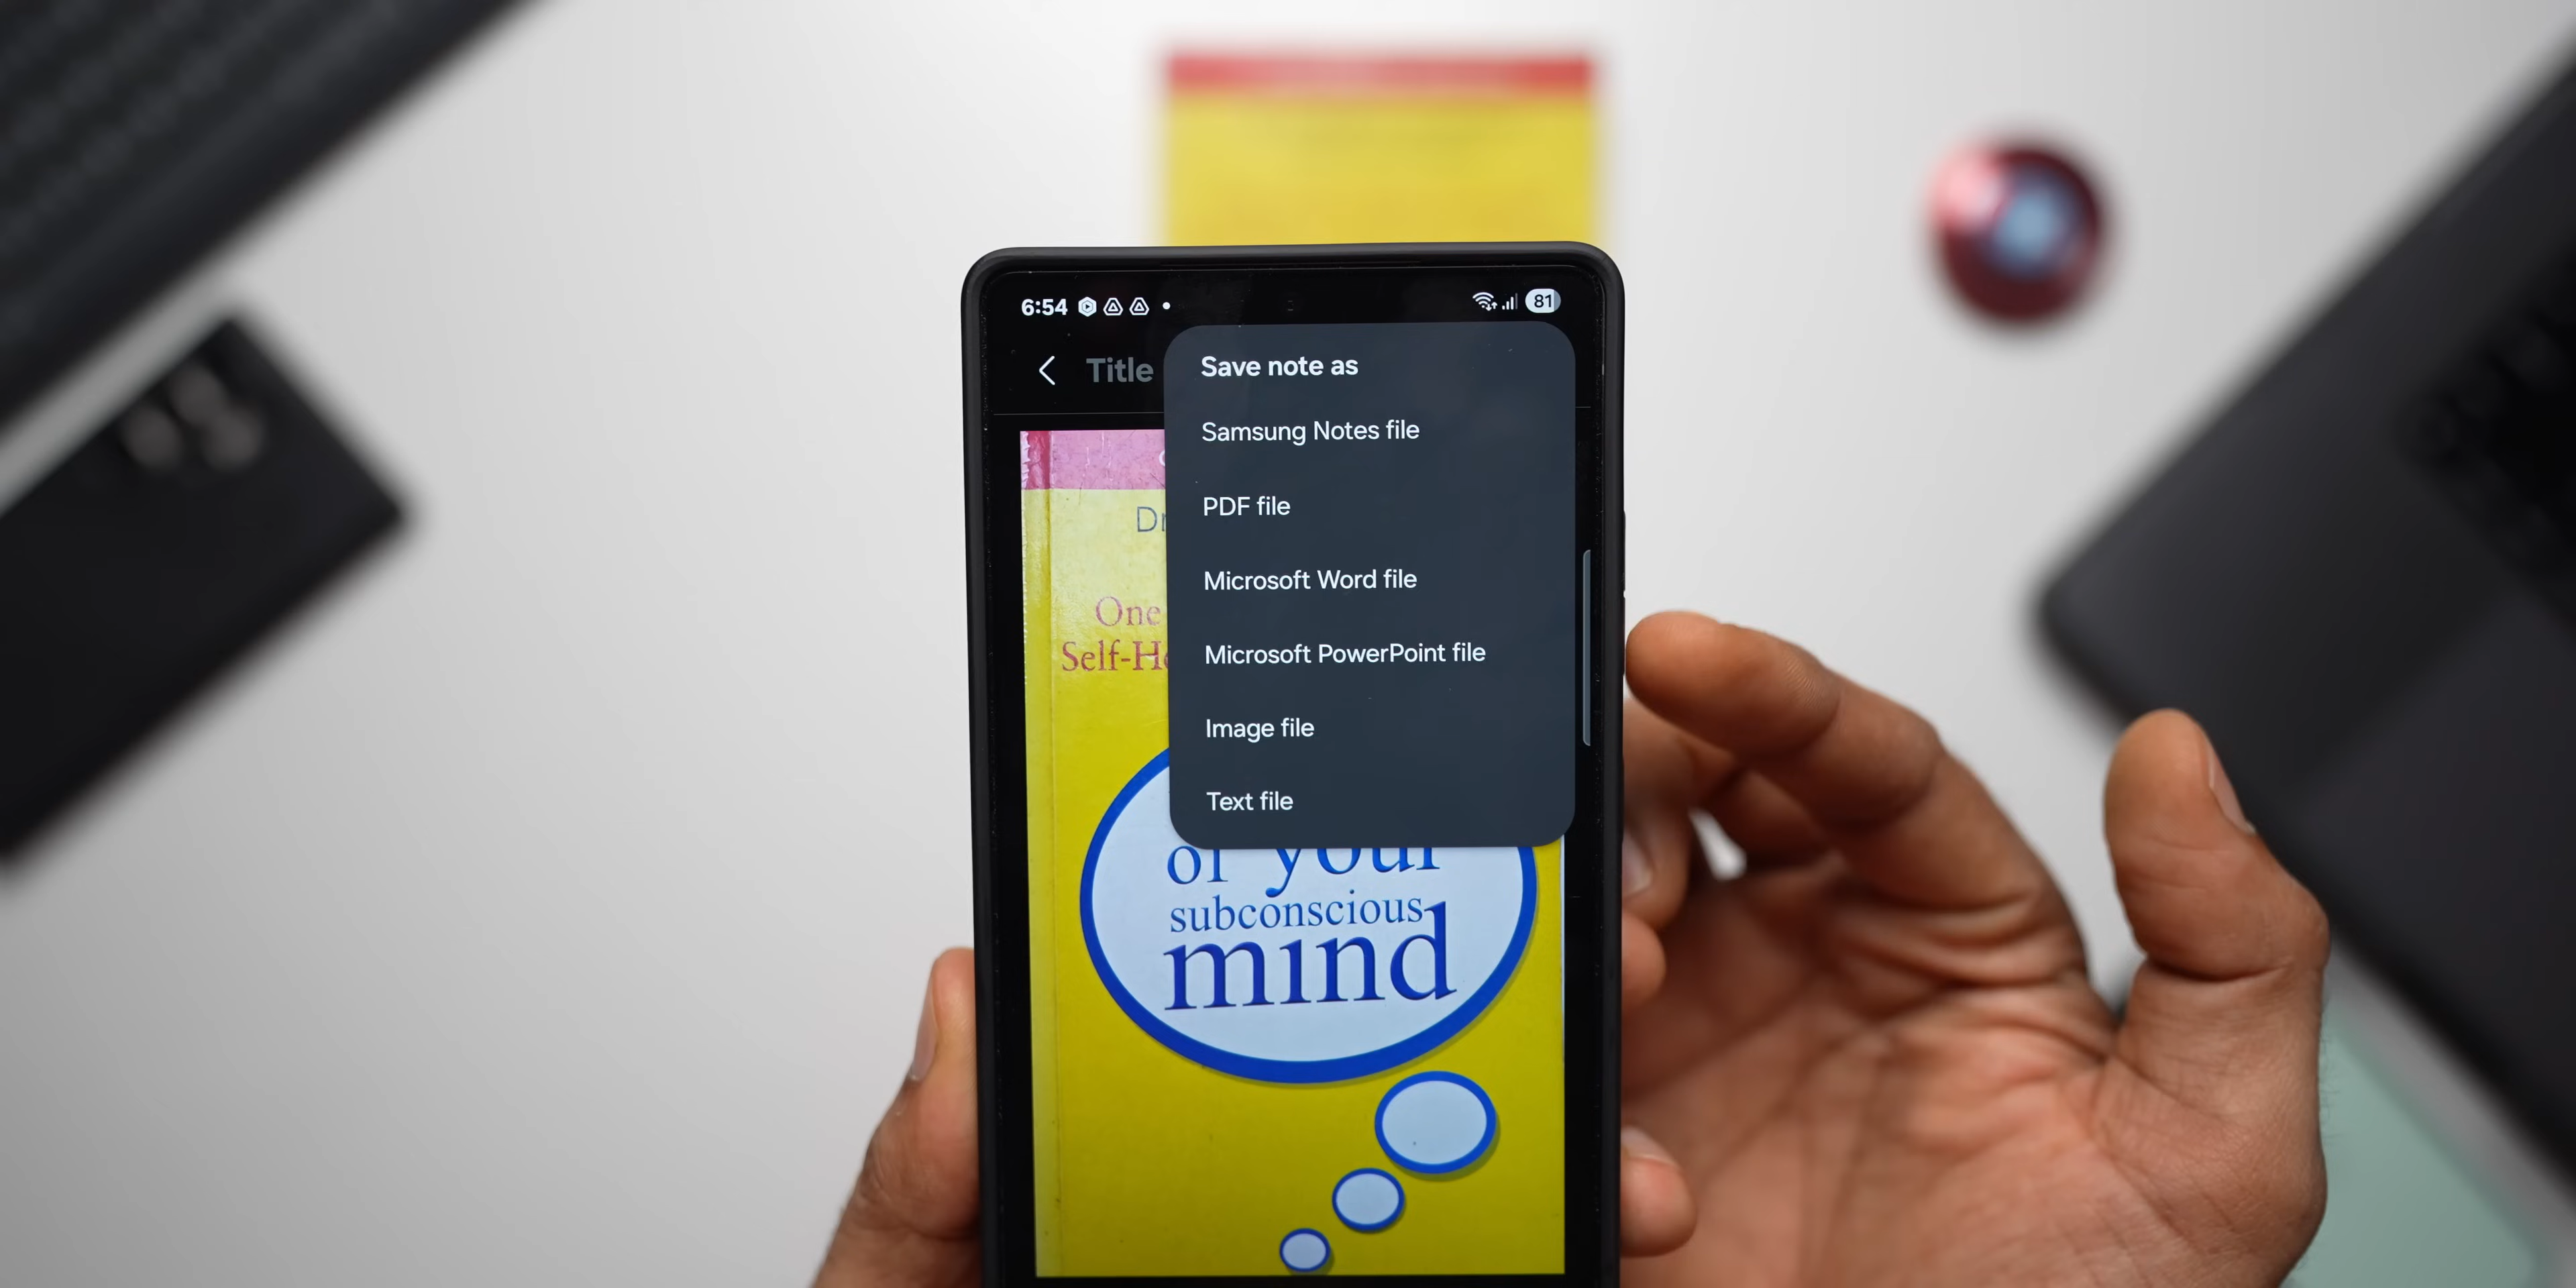 6:54
81
Title
Save note as
Samsung Notes file
PDF file
Microsoft Word file
Microsoft PowerPoint file
Image file
Text file
One
of your
subconscious
mind